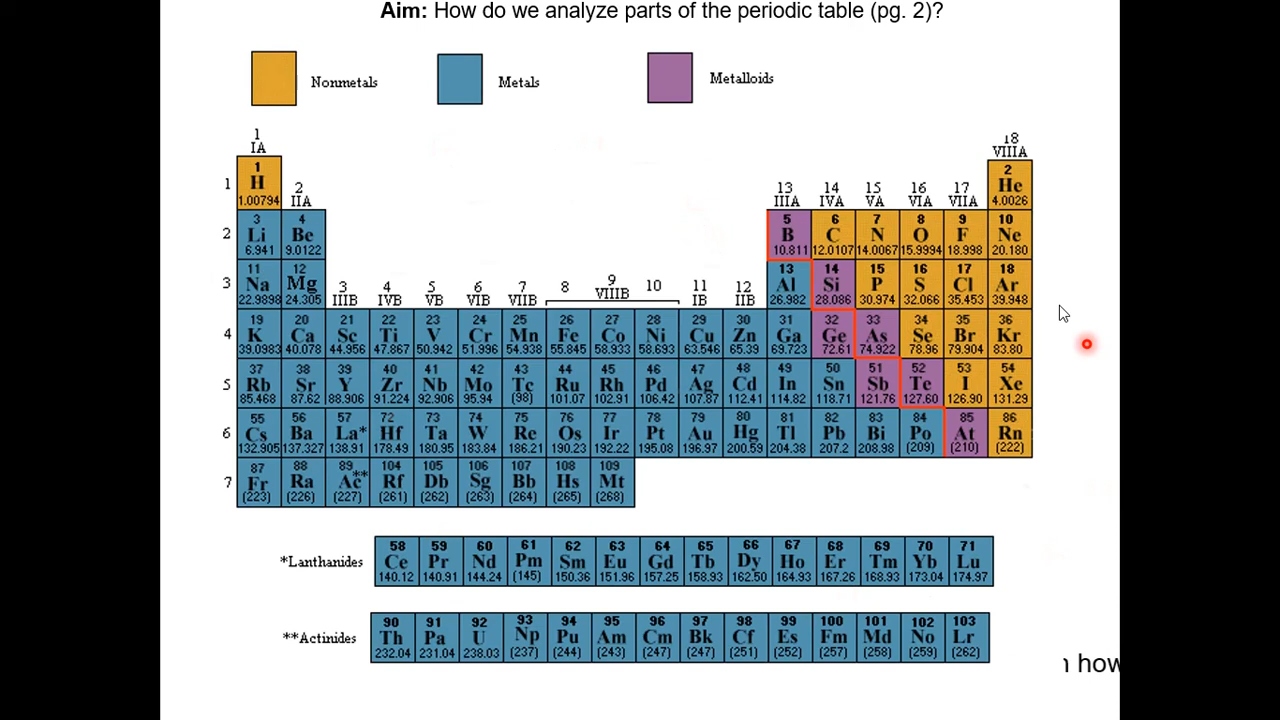 Aim: How do we analyze parts of the periodic table (pg. 2)?
Nonmetals Metals Metalloids
1 18
IA VIIIA
1 2
1 H 2 13 14 15 16 17 He
1.00794 IIA IIIA IVA VA VIA VIIA 4.0026
3 4 5 6 7 8 9 10
2 Li Be B C N O F Ne
6.941 9.0122 10.811 12.0107 14.0067 15.9994 18.998 20.180
11 12 13 14 15 16 17 18
3 Na Mg 3 4 5 6 7 8 9 10 11 12 Al Si P S Cl Ar
22.9898 24.305 IIIB IVB VB VIB VIIB VIIIB IB IIB 26.982 28.086 30.974 32.066 35.453 39.948
19 20 21 22 23 24 25 26 27 28 29 30 31 32 33 34 35 36
4 K Ca Sc Ti V Cr Mn Fe Co Ni Cu Zn Ga Ge As Se Br Kr
39.0983 40.078 44.956 47.867 50.942 51.996 54.938 55.845 58.933 58.693 63.546 65.39 69.723 72.61 74.922 78.96 79.904 83.80
37 38 39 40 41 42 43 44 45 46 47 48 49 50 51 52 53 54
5 Rb Sr Y Zr Nb Mo Tc Ru Rh Pd Ag Cd In Sn Sb Te I Xe
85.468 87.62 88.906 91.224 92.906 95.94 (98) 101.07 102.91 106.42 107.87 112.41 114.82 118.71 121.76 127.60 126.90 131.29
55 56 57 72 73 74 75 76 77 78 79 80 81 82 83 84 85 86
6 Cs Ba La* Hf Ta W Re Os Ir Pt Au Hg Tl Pb Bi Po At Rn
132.905 137.327 138.91 178.49 180.95 183.84 186.21 190.23 192.22 195.08 196.97 200.59 204.38 207.2 208.98 (209) (210) (222)
87 88 89 104 105 106 107 108 109
7 Fr Ra Ac** Rf Db Sg Bb Hs Mt
(223) (226) (227) (261) (262) (263) (264) (265) (268)
58 59 60 61 62 63 64 65 66 67 68 69 70 71
*Lanthanides Ce Pr Nd Pm Sm Eu Gd Tb Dy Ho Er Tm Yb Lu
140.12 140.91 144.24 (145) 150.36 151.96 157.25 158.93 162.50 164.93 167.26 168.93 173.04 174.97
90 91 92 93 94 95 96 97 98 99 100 101 102 103
**Actinides Th Pa U Np Pu Am Cm Bk Cf Es Fm Md No Lr
232.04 231.04 238.03 (237) (244) (243) (247) (247) (251) (252) (257) (258) (259) (262)
how